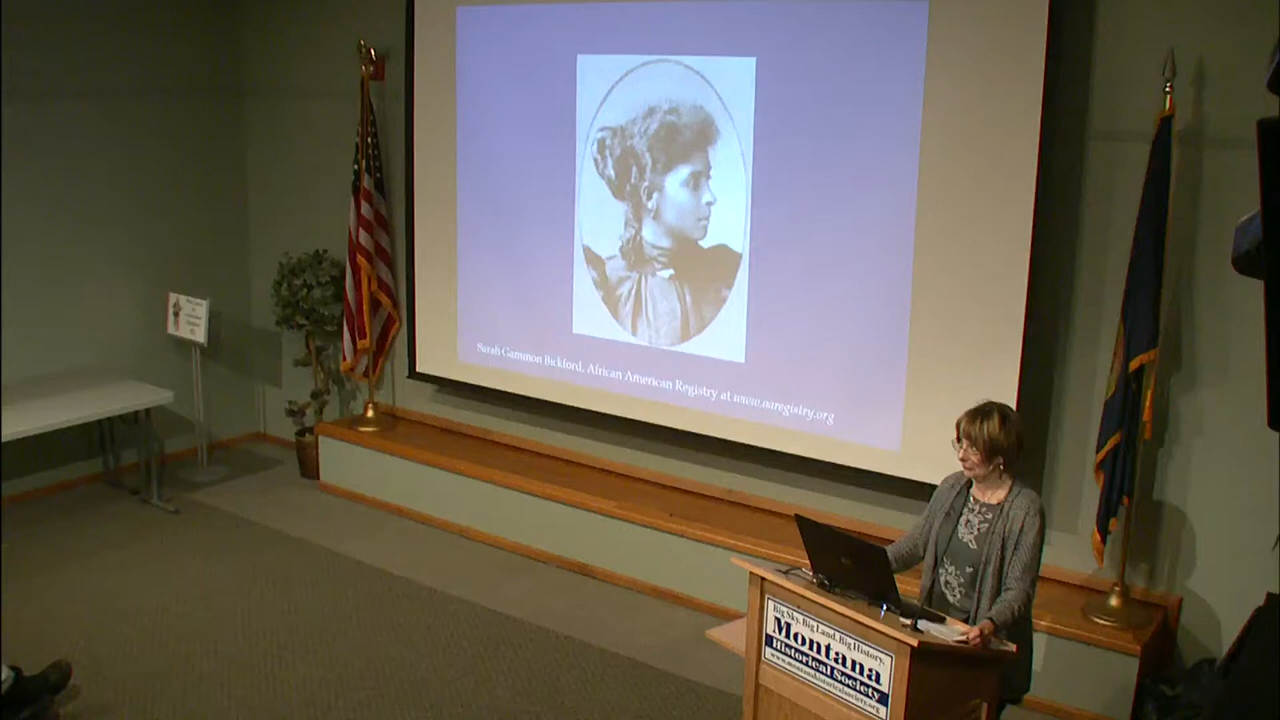 Sarah Gammon Bickford, African American Registry at www.aaregistry.org
Big Sky. Big Land. Big History.
Montana
Historical Society
www.montanahistoricalsociety.org